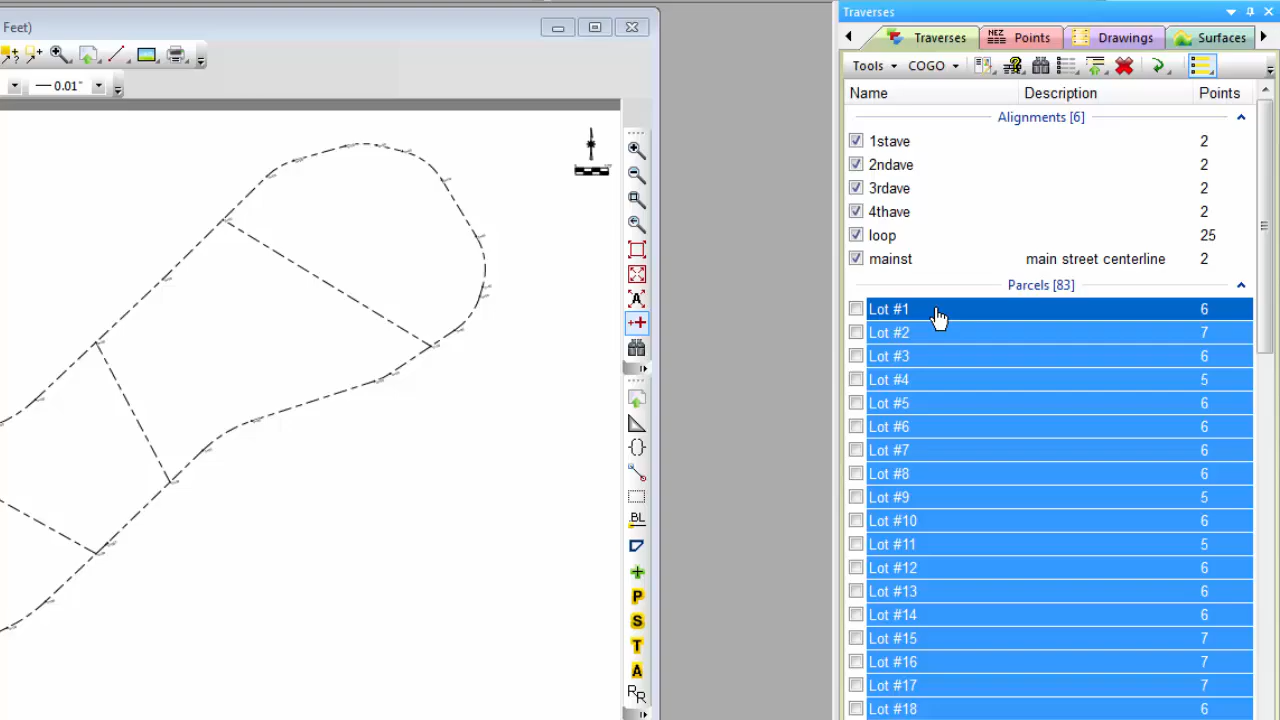 Feet)
0.01"
A
BL
P
S
T
A
RR
Traverses
Traverses NEZ Points Drawings Surfaces
Tools COGO
Name Description Points
Alignments [6]
1stave 2
2ndave 2
3rdave 2
4thave 2
loop 25
mainst main street centerline 2
Parcels [83]
Lot #1 6
Lot #2 7
Lot #3 6
Lot #4 5
Lot #5 6
Lot #6 6
Lot #7 6
Lot #8 6
Lot #9 5
Lot #10 6
Lot #11 5
Lot #12 6
Lot #13 6
Lot #14 6
Lot #15 7
Lot #16 7
Lot #17 7
Lot #18 6